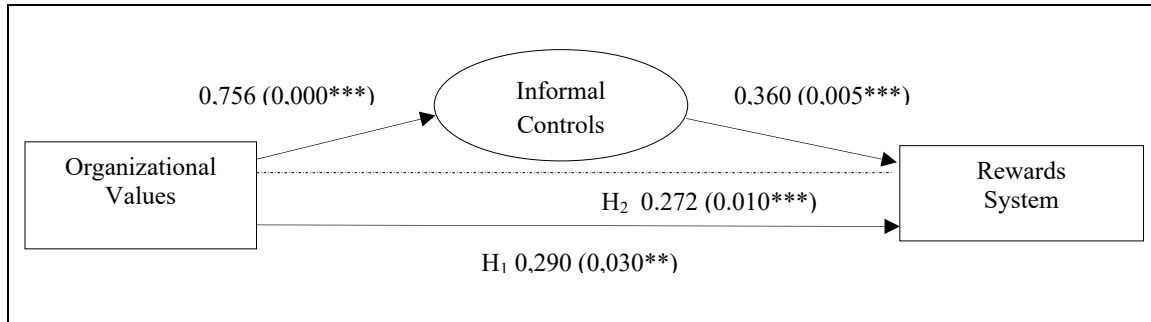 0,756 (0,000***)
Informal
Controls
0,360 (0,005***)
Organizational
Values
Rewards
System
H₂ 0.272 (0.010***)
H₁ 0,290 (0,030**)